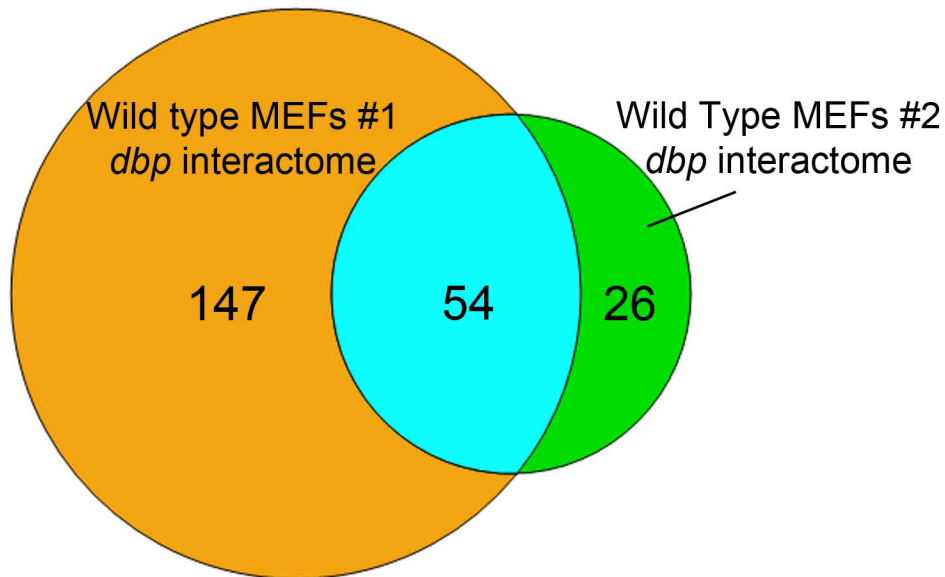 Wild type MEFs #1
dbp interactome
Wild Type MEFs #2
dbp interactome
147
54
26